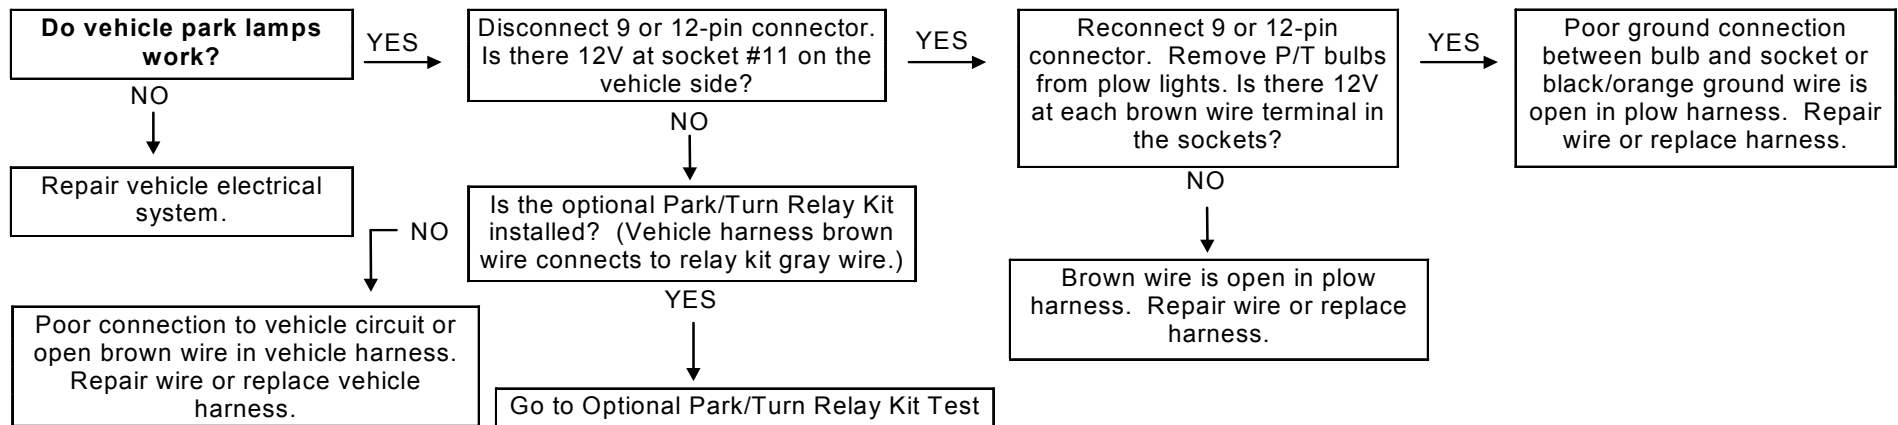 Do vehicle park lamps
work?
YES
Disconnect 9 or 12-pin connector.
Is there 12V at socket #11 on the
vehicle side?
YES
Reconnect 9 or 12-pin
connector. Remove P/T bulbs
from plow lights. Is there 12V
at each brown wire terminal in
the sockets?
YES
Poor ground connection
between bulb and socket or
black/orange ground wire is
open in plow harness. Repair
wire or replace harness.
NO
Repair vehicle electrical
system.
NO
Is the optional Park/Turn Relay Kit
installed? (Vehicle harness brown
wire connects to relay kit gray wire.)
NO
Poor connection to vehicle circuit or
open brown wire in vehicle harness.
Repair wire or replace vehicle
harness.
YES
Go to Optional Park/Turn Relay Kit Test
NO
Brown wire is open in plow
harness. Repair wire or replace
harness.